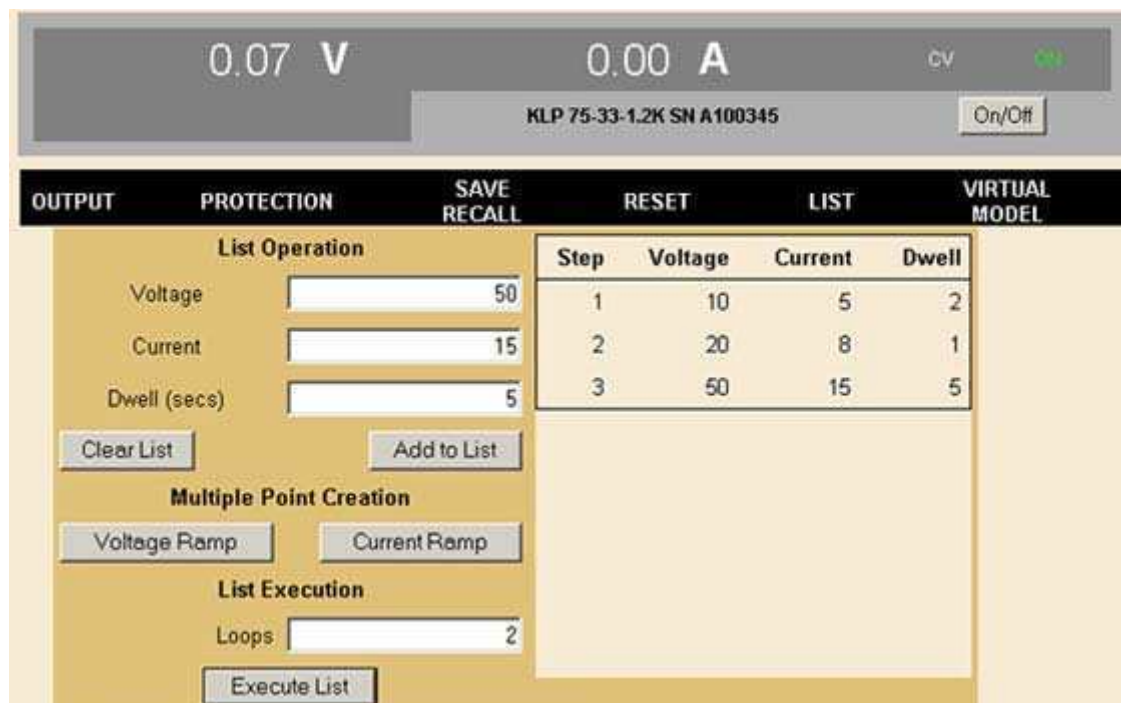 0.07 V 0.00 A CV ON
KLP 75-33-1.2K SN A100345 On/Off
OUTPUT PROTECTION SAVE RECALL RESET LIST VIRTUAL MODEL
List Operation
Voltage 50
Current 15
Dwell (secs) 5
Clear List Add to List
Multiple Point Creation
Voltage Ramp Current Ramp
List Execution
Loops 2
Execute List
Step Voltage Current Dwell
1 10 5 2
2 20 8 1
3 50 15 5